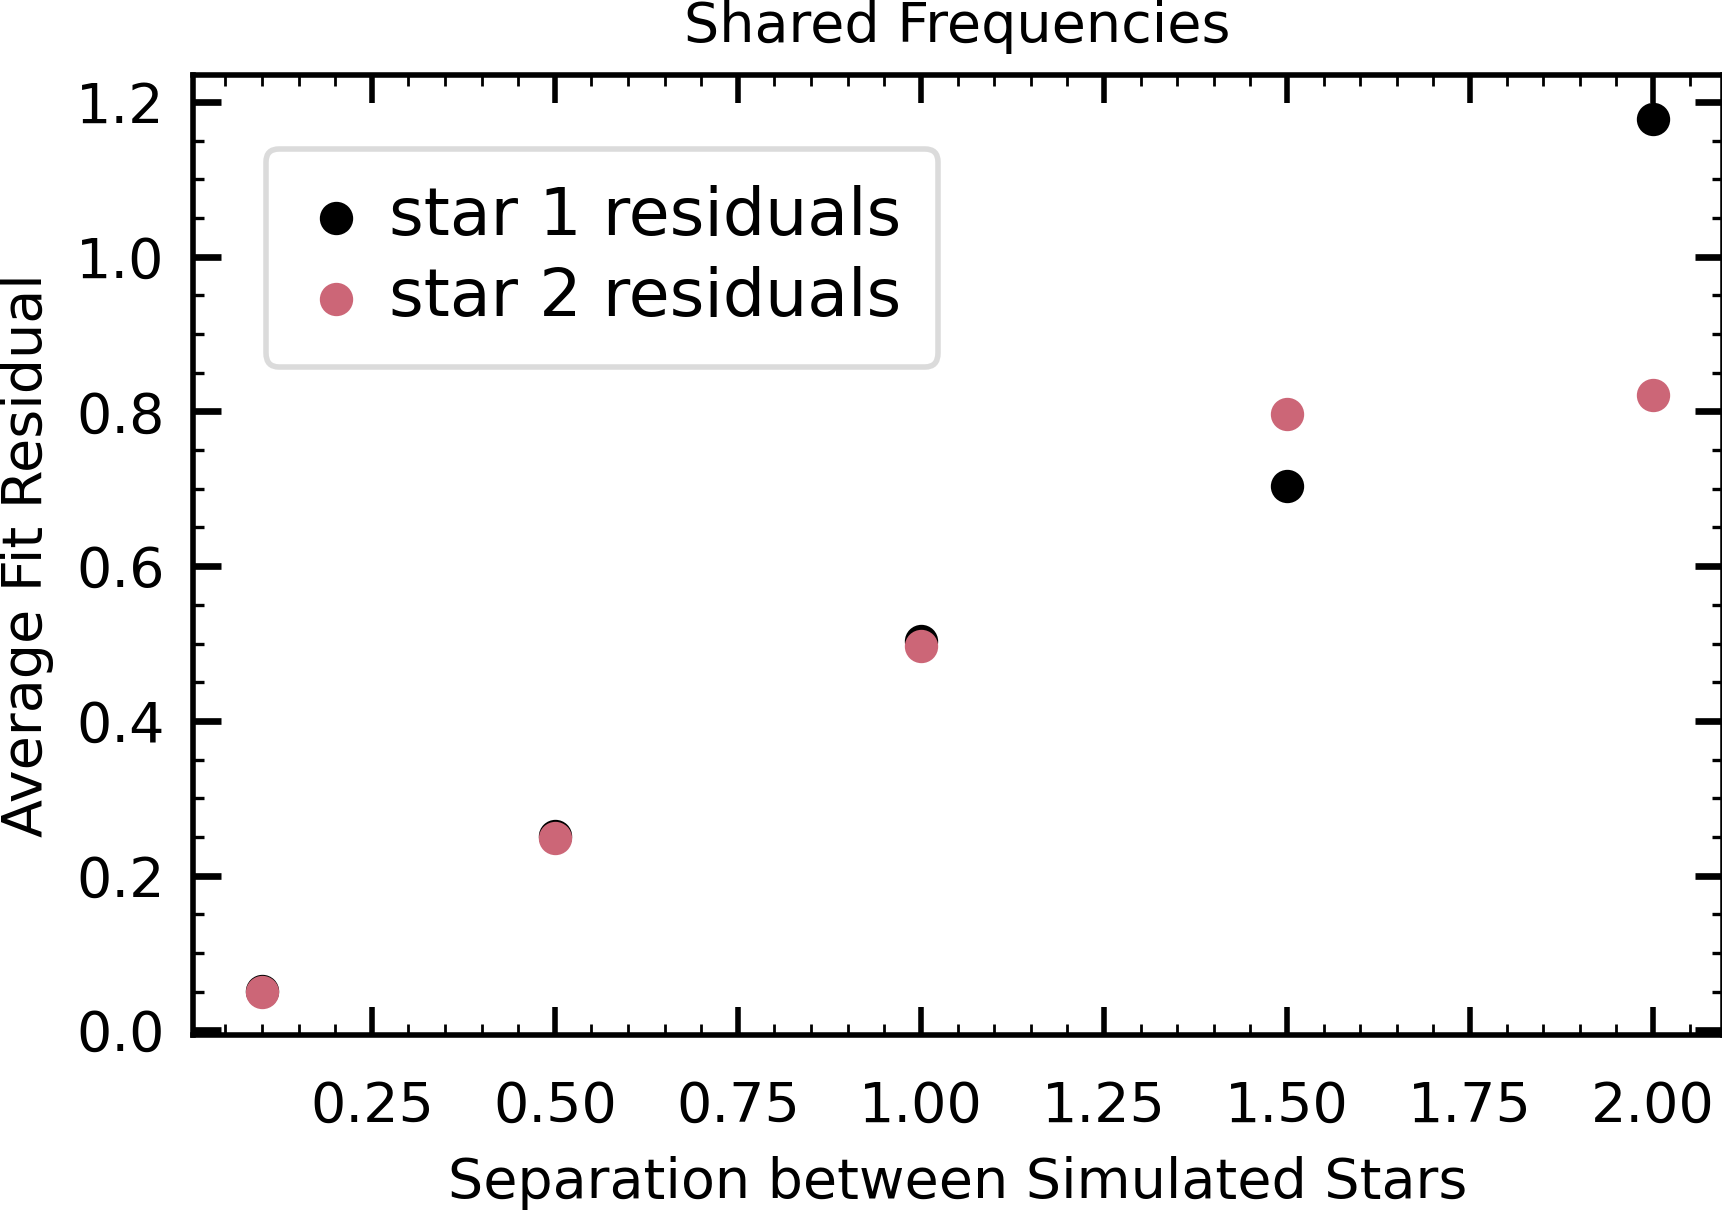 Shared Frequencies
1.2
1.0
0.8
0.6
0.4
0.2
0.0
Average Fit Residual
star 1 residuals
star 2 residuals
0.25 0.50 0.75 1.00 1.25 1.50 1.75 2.00
Separation between Simulated Stars